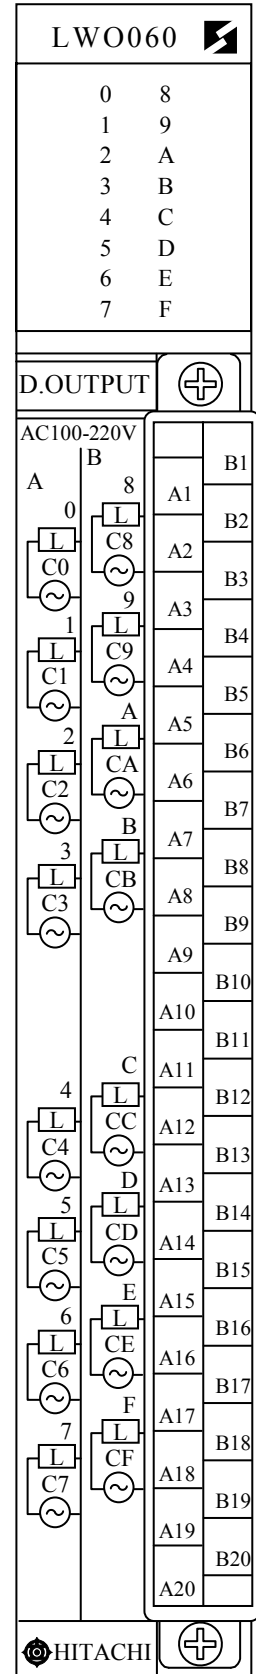 LWO060
0 8
1 9
2 A
3 B
4 C
5 D
6 E
7 F
D.OUTPUT
AC100-220V
A
0
L
C0
1
L
C1
2
L
C2
3
L
C3
4
L
C4
5
L
C5
6
L
C6
7
L
C7
B
8
L
C8
9
L
C9
A
L
CA
B
L
CB
C
L
CC
D
L
CD
E
L
CE
F
L
CF
B1
A1
B2
A2
B3
A3
B4
A4
B5
A5
B6
A6
B7
A7
B8
A8
B9
A9
B10
A10
B11
A11
B12
A12
B13
A13
B14
A14
B15
A15
B16
A16
B17
A17
B18
A18
B19
A19
B20
A20
HITACHI